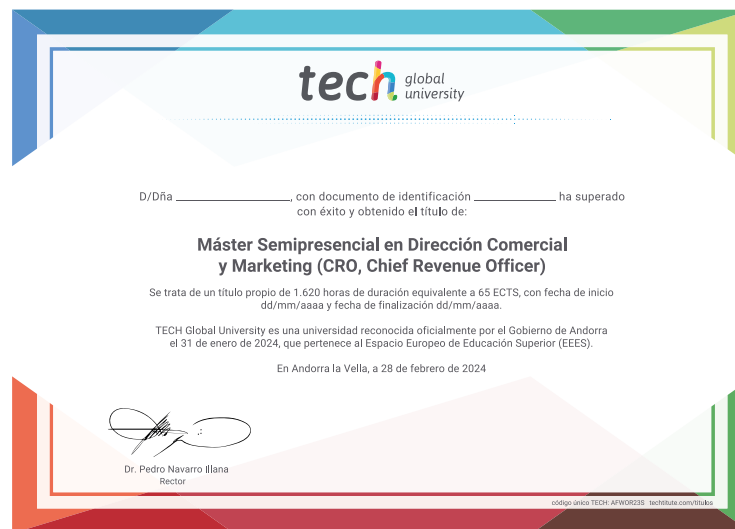 tech global university
D/Dña ______________, con documento de identificación __________ ha superado
con éxito y obtenido el título de:
Máster Semipresencial en Dirección Comercial
y Marketing (CRO, Chief Revenue Officer)
Se trata de un título propio de 1.620 horas de duración equivalente a 65 ECTS, con fecha de inicio
dd/mm/aaaa y fecha de finalización dd/mm/aaaa.
TECH Global University es una universidad reconocida oficialmente por el Gobierno de Andorra
el 31 de enero de 2024, que pertenece al Espacio Europeo de Educación Superior (EEES).
En Andorra la Vella, a 28 de febrero de 2024
Dr. Pedro Navarro Illana
Rector
código único TECH: AFWOR23S techtitute.com/titulos